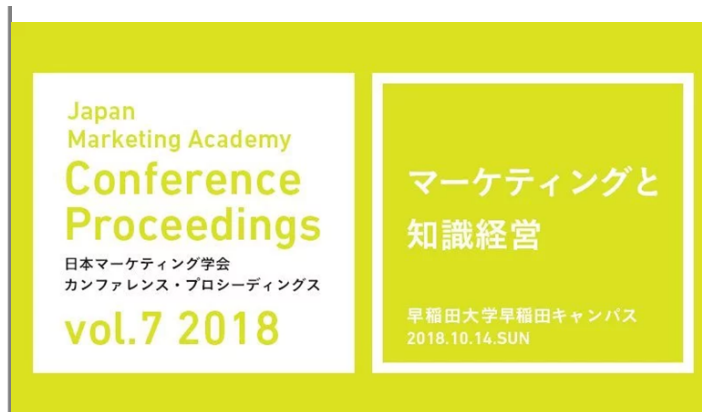 Japan
Marketing Academy
Conference
Proceedings
日本マーケティング学会
カンファレンス・プロシーディングス
vol.7 2018
マーケティングと
知識経営
早稲田大学早稲田キャンパス
2018.10.14.SUN